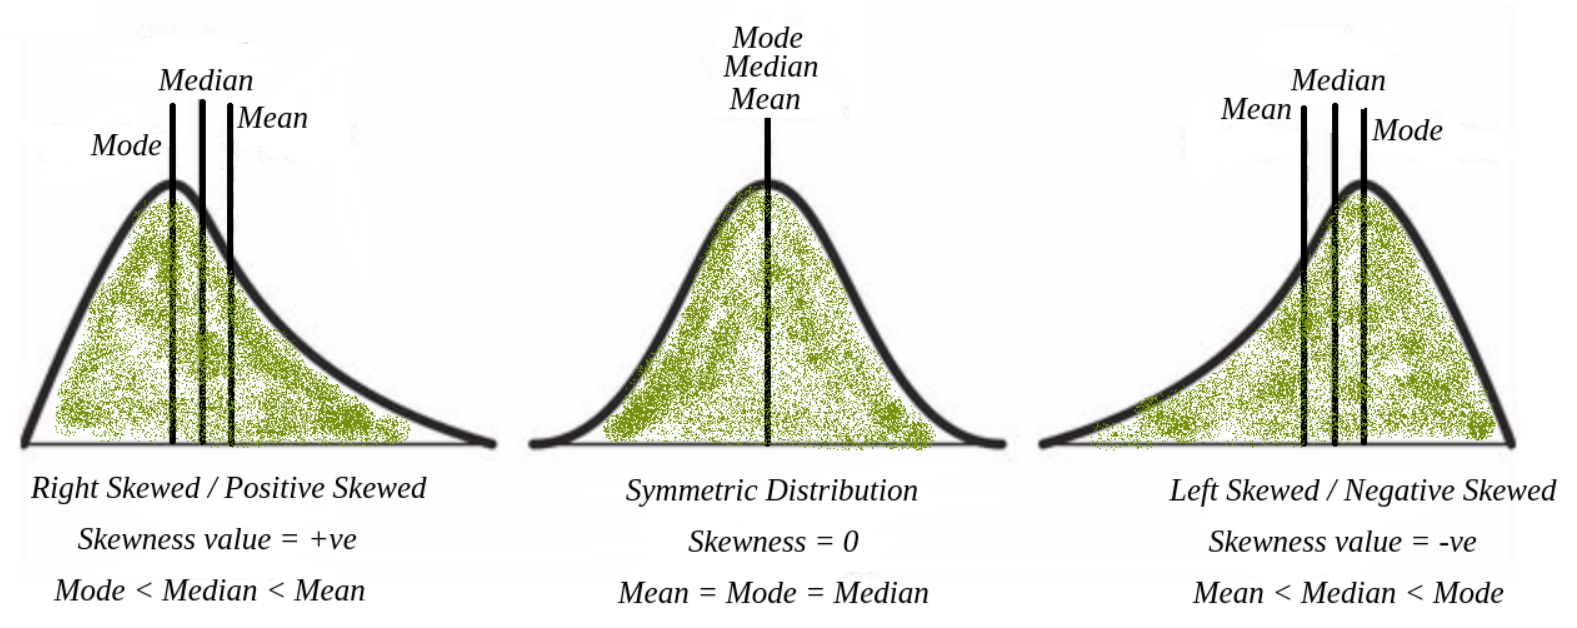 Median
Mean
Mode
Right Skewed / Positive Skewed
Skewness value = +ve
Mode < Median < Mean
Mode
Median
Mean
Symmetric Distribution
Skewness = 0
Mean = Mode = Median
Median
Mean
Mode
Left Skewed / Negative Skewed
Skewness value = -ve
Mean < Median < Mode